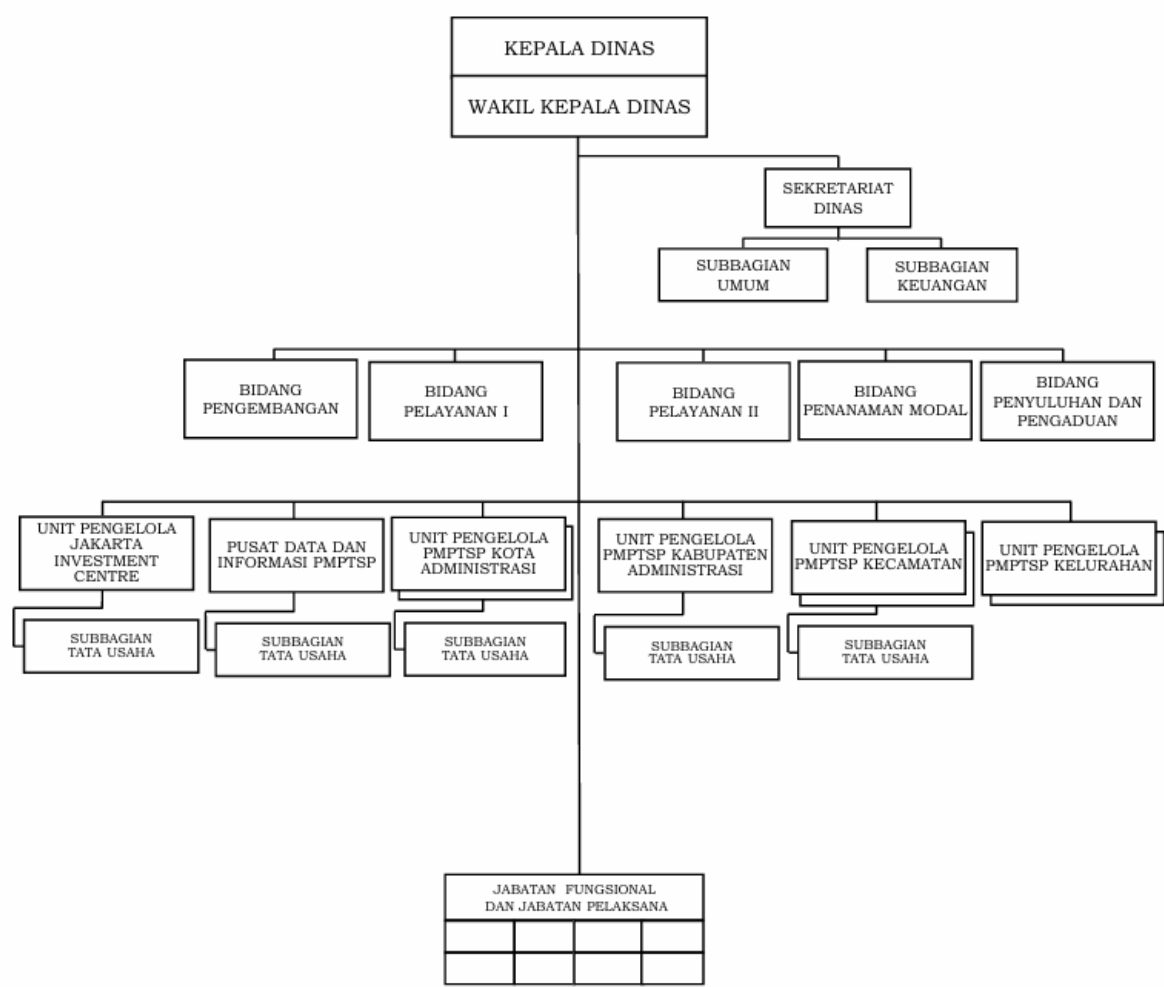 KEPALA DINAS
WAKIL KEPALA DINAS
SEKRETARIAT
DINAS
SUBBAGIAN
UMUM
SUBBAGIAN
KEUANGAN
BIDANG
PENGEMBANGAN
BIDANG
PELAYANAN I
BIDANG
PELAYANAN II
BIDANG
PENANAMAN MODAL
BIDANG
PENYULUHAN DAN
PENGADUAN
UNIT PENGELOLA
JAKARTA
INVESTMENT
CENTRE
PUSAT DATA DAN
INFORMASI PMPTSP
UNIT PENGELOLA
PMPTSP KOTA
ADMINISTRASI
UNIT PENGELOLA
PMPTSP KABUPATEN
ADMINISTRASI
UNIT PENGELOLA
PMPTSP KECAMATAN
UNIT PENGELOLA
PMPTSP KELURAHAN
SUBBAGIAN
TATA USAHA
SUBBAGIAN
TATA USAHA
SUBBAGIAN
TATA USAHA
SUBBAGIAN
TATA USAHA
SUBBAGIAN
TATA USAHA
JABATAN FUNGSIONAL
DAN JABATAN PELAKSANA